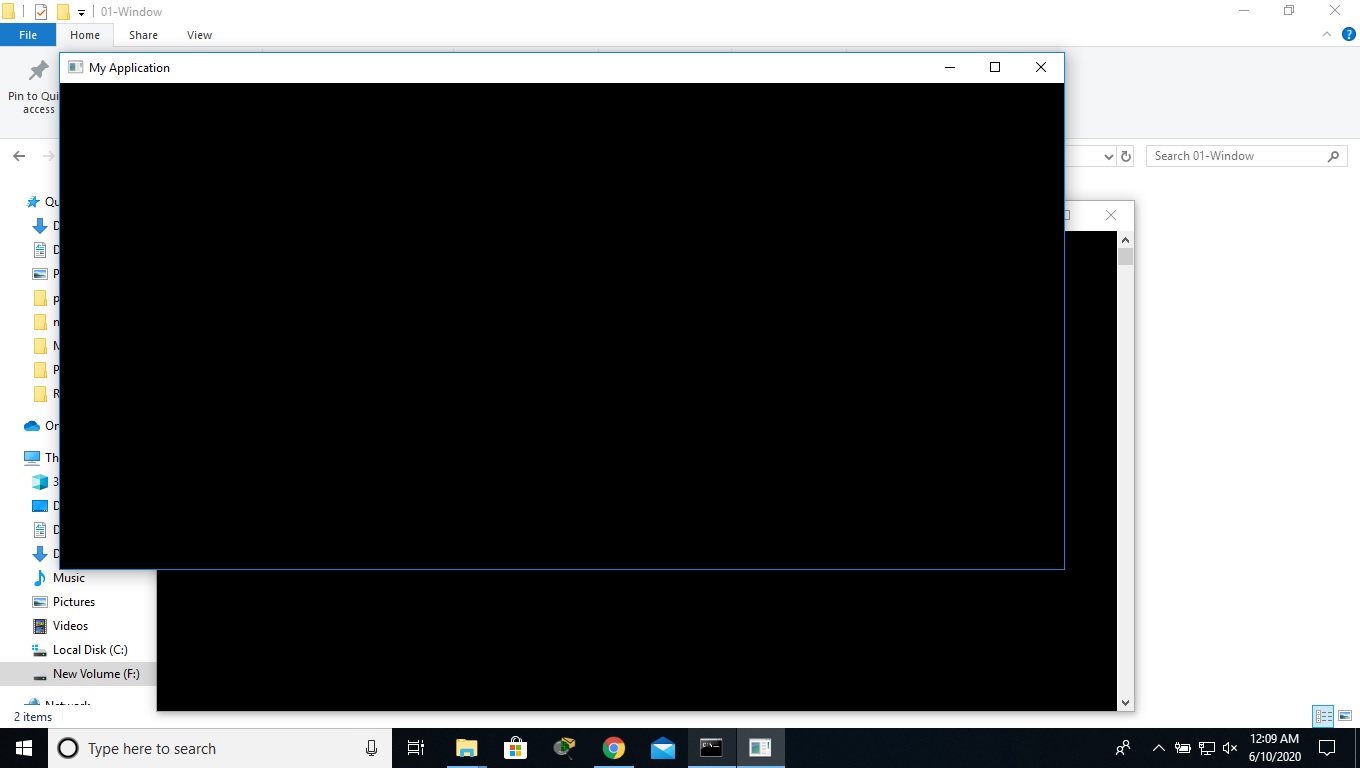 01-Window
File Home Share View
?
My Application
Pin to Qui
access
Search 01-Window
Qu
D
D
P
p
n
N
P
R
On
Th
3
D
D
D
Music
Pictures
Videos
Local Disk (C:)
New Volume (F:)
Network
2 items
Type here to search
12:09 AM
6/10/2020